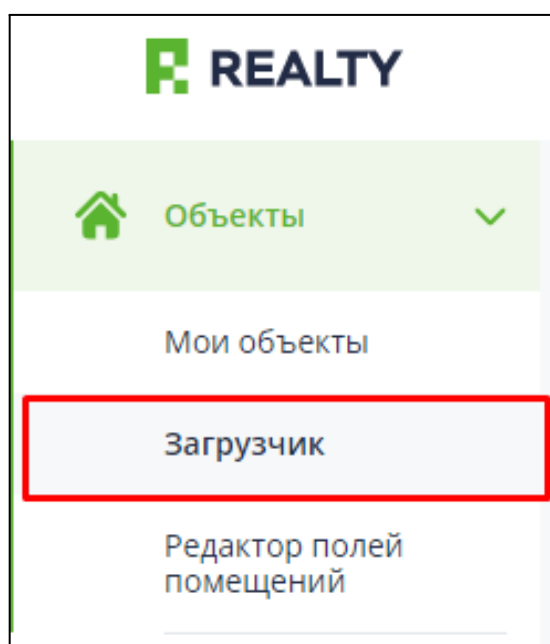 REALTY
Объекты
Мои объекты
Загрузчик
Редактор полей
помещений